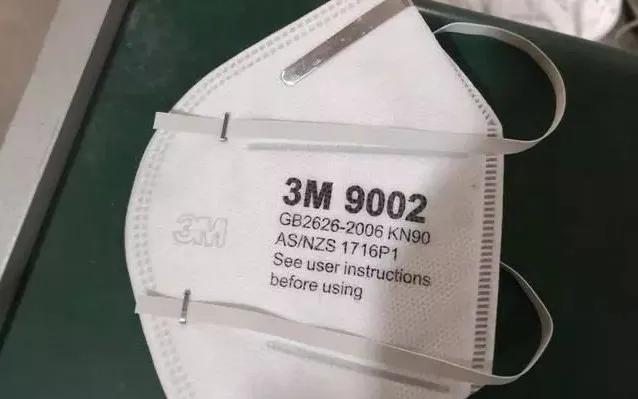 3M 9002
GB2626-2006 KN90
AS/NZS 1716P1
See user instructions
before using
3M